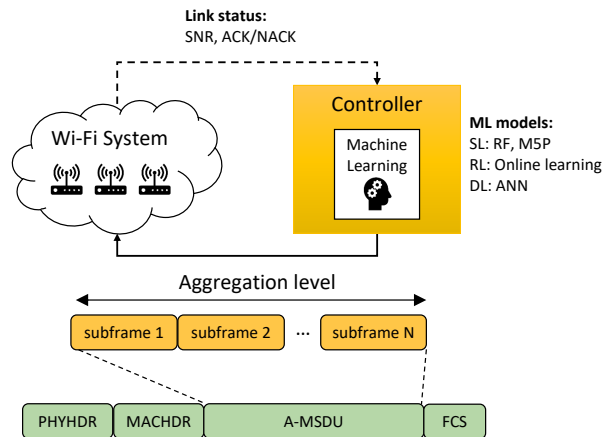 Link status:
SNR, ACK/NACK
Wi-Fi System
Controller
Machine
Learning
ML models:
SL: RF, M5P
RL: Online learning
DL: ANN
Aggregation level
subframe 1
subframe 2
...
subframe N
PHYHDR
MACHDR
A-MSDU
FCS